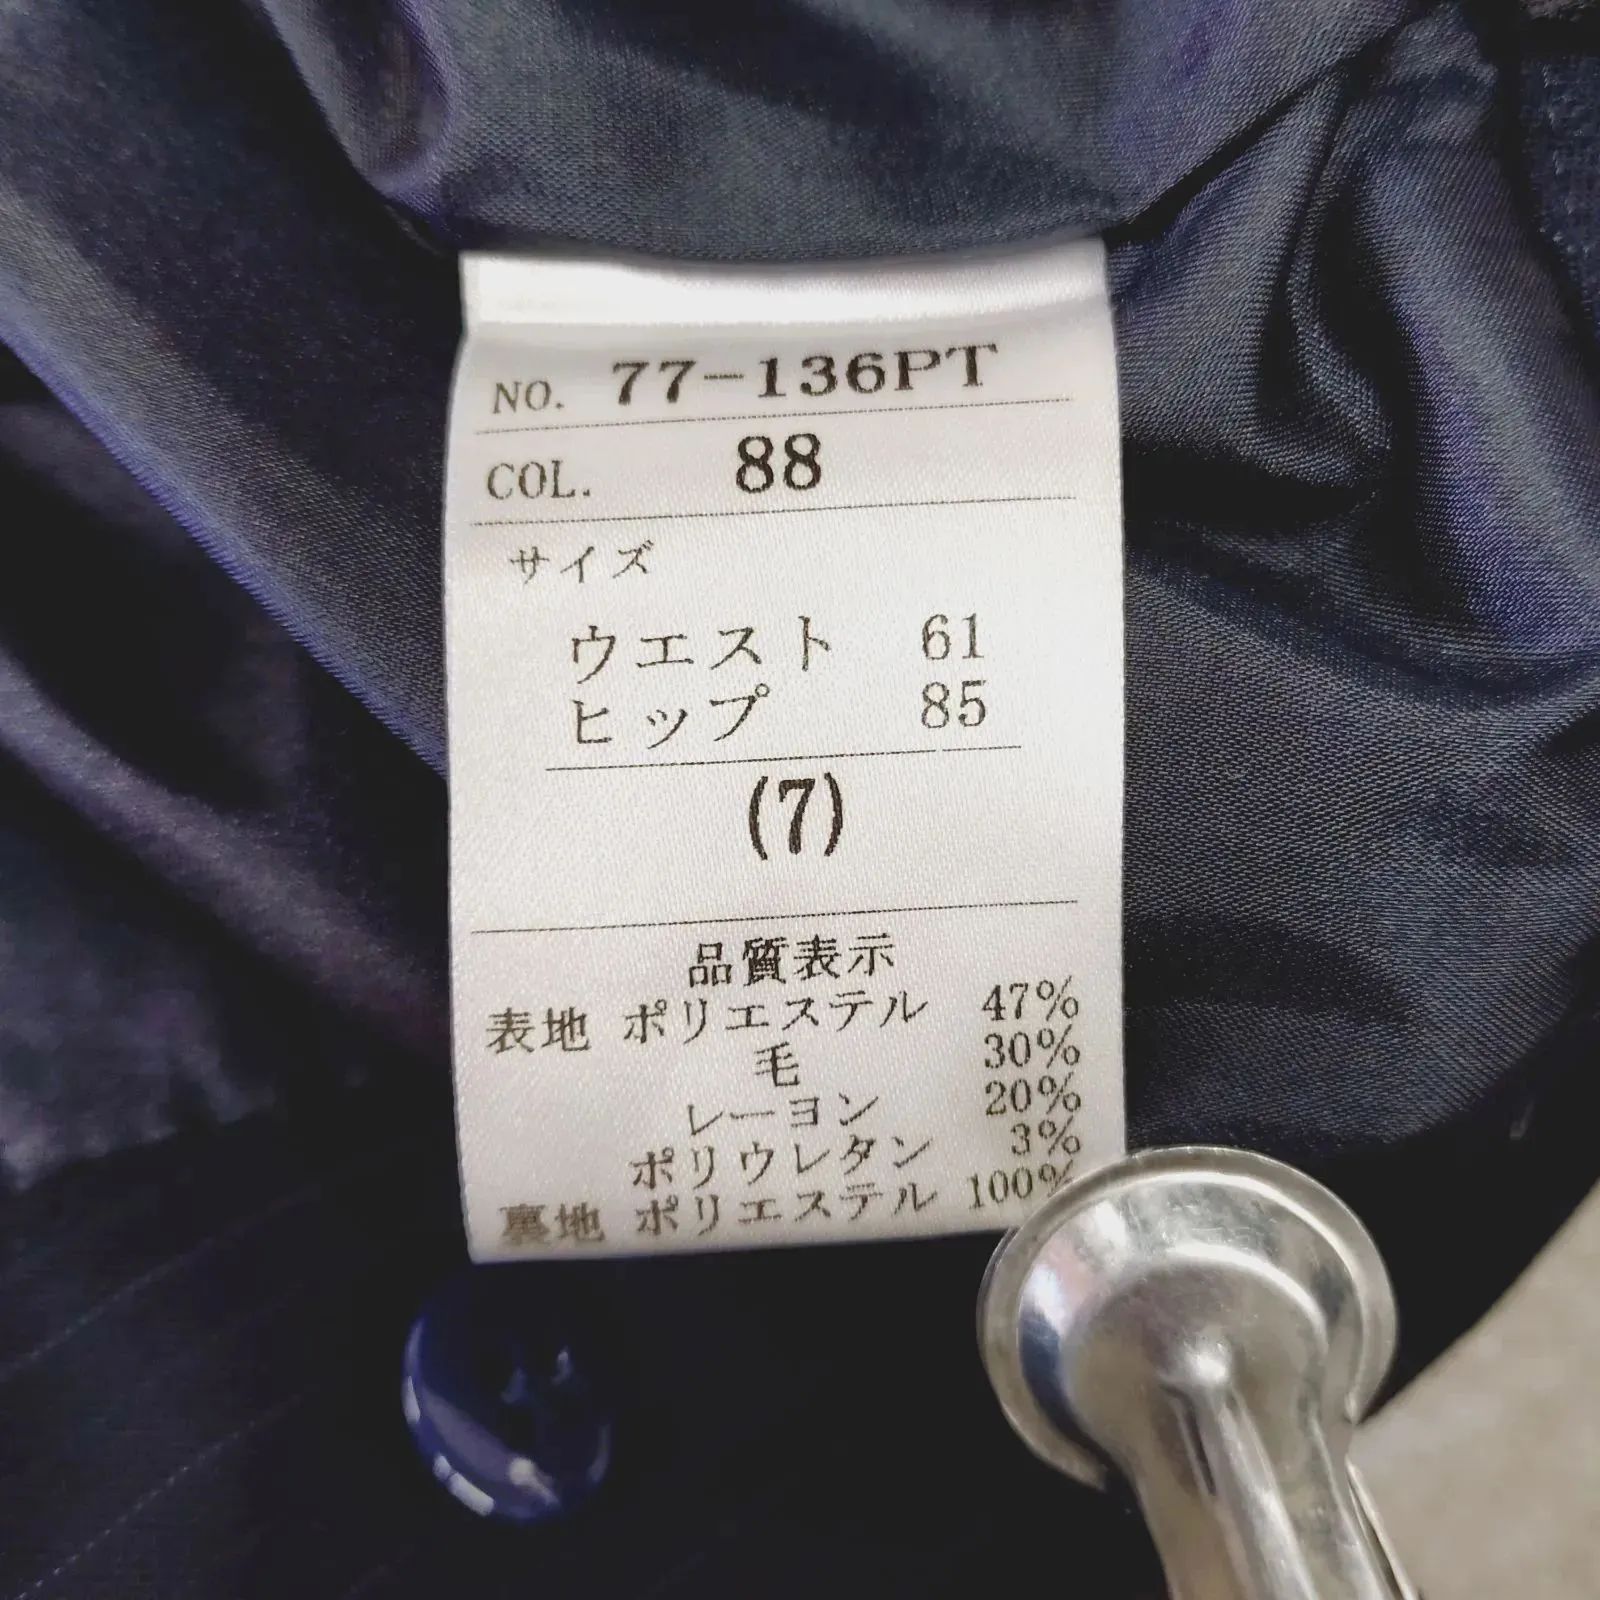 NO. 77-136PT
COL. 88
サイズ
ウエスト 61
ヒップ 85
(7)
品質表示
表地 ポリエステル 47%
毛 30%
レーヨン 20%
ポリウレタン 3%
裏地 ポリエステル 100%